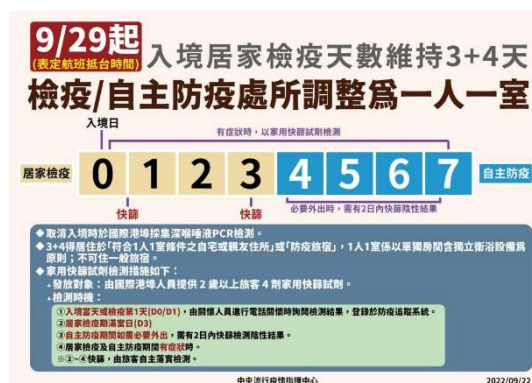 9/29起
(表定航班抵台時間)
入境居家檢疫天數維持3+4天
檢疫/自主防疫處所調整為一人一室
入境日
有症狀時，以家用快篩試劑檢測
居家檢疫 0 1 2 3 4 5 6 7 自主防疫
快篩 快篩 必要外出時，需有2日內快篩陰性結果
◆取消入境時於國際港埠採集深喉唾液PCR檢測。
◆3+4得居住於「符合1人1室條件之自宅或親友住所」或「防疫旅宿」，1人1室係以單獨房間含獨立衛浴設備為
原則；不可住一般旅宿。
◆家用快篩試劑檢測措施如下：
▲發放對象：由國際港埠人員提供2歲以上旅客4劑家用快篩試劑。
▲檢測時機：
①入境當天或檢疫第1天(D0/D1)，由關懷人員進行電話關懷時詢問檢測結果，登錄於防疫追蹤系統。
②居家檢疫期滿當日(D3)
③自主防疫期間如需必要外出，需有2日內快篩檢測陰性結果。
④居家檢疫及自主防疫期間有症狀時。
※②~④快篩，由旅客自主落實檢測。
中央流行疫情指揮中心
2022/09/22